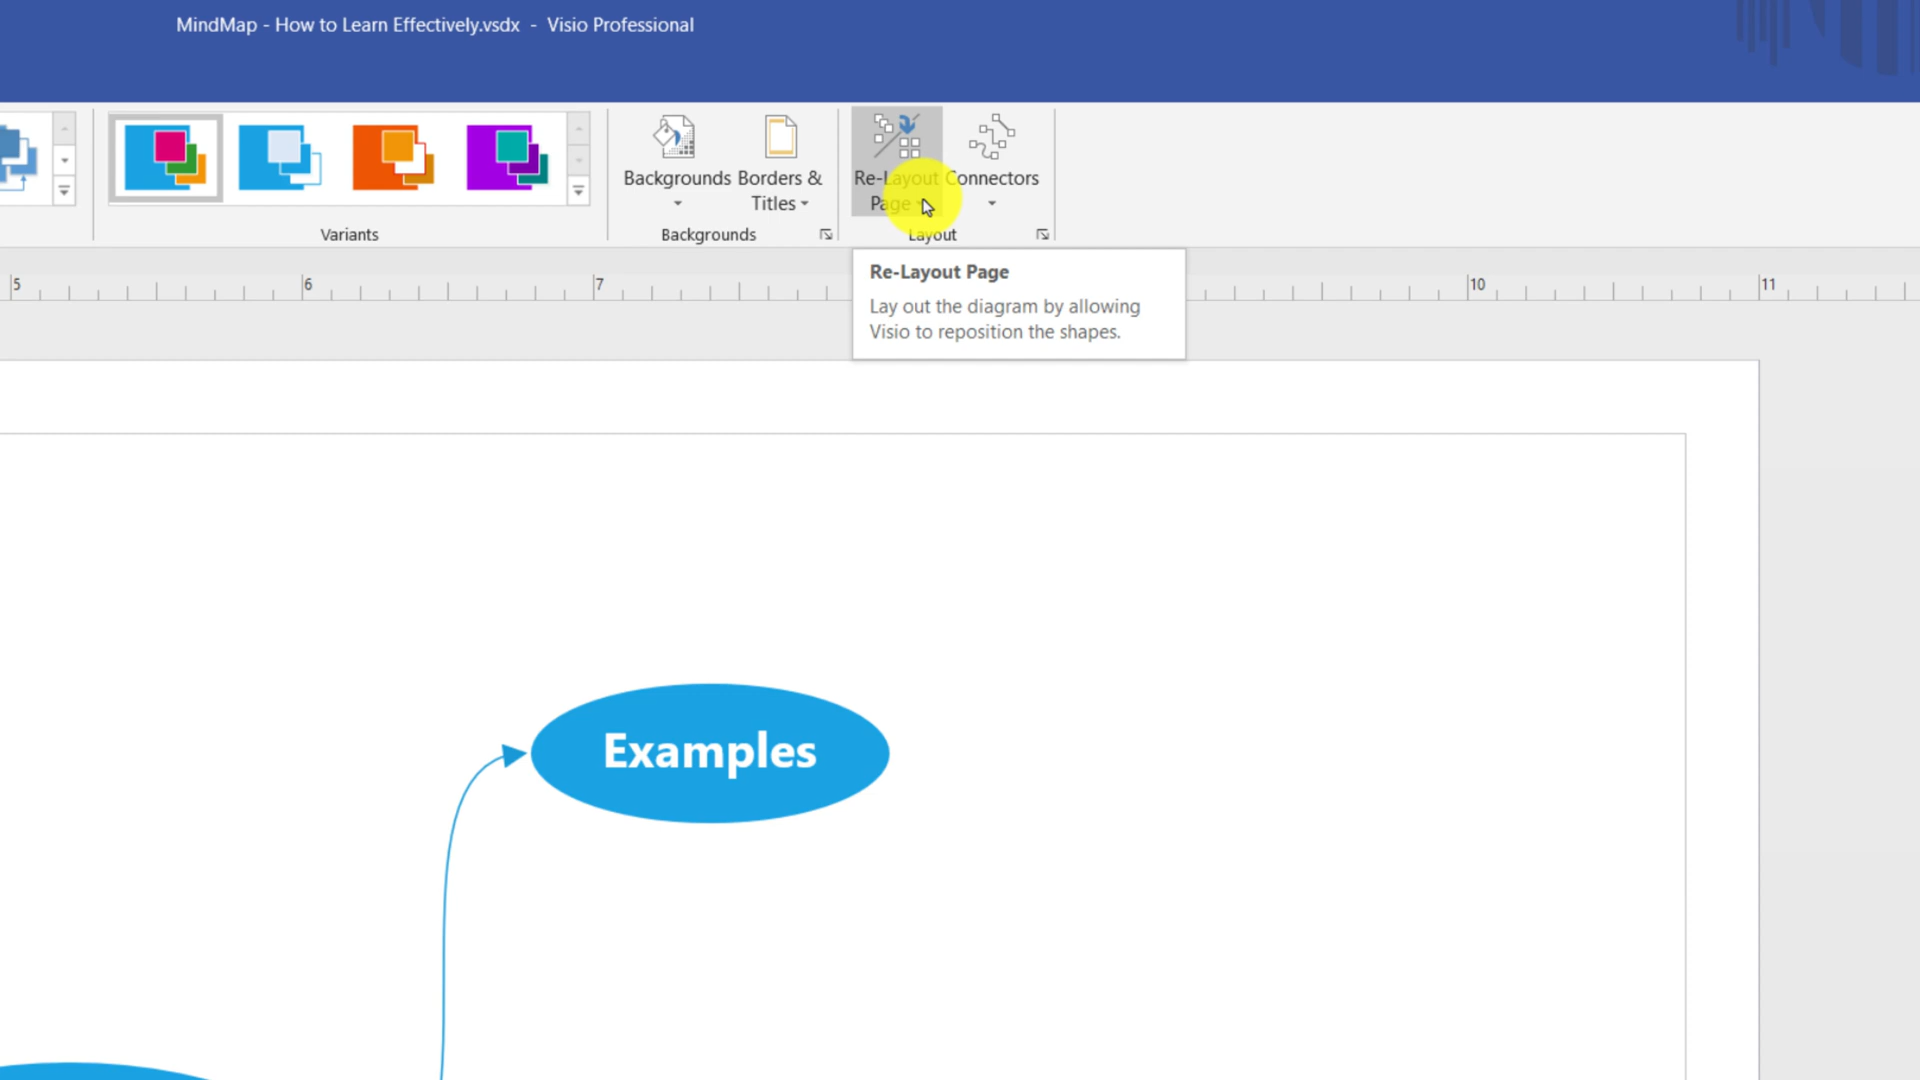 MindMap - How to Learn Effectively.vsdx - Visio Professional
Backgrounds
Borders &
Titles
Re-Layout
Page
Connectors
Variants
Backgrounds
Layout
5
6
7
10
11
Re-Layout Page
Lay out the diagram by allowing
Visio to reposition the shapes.
Examples